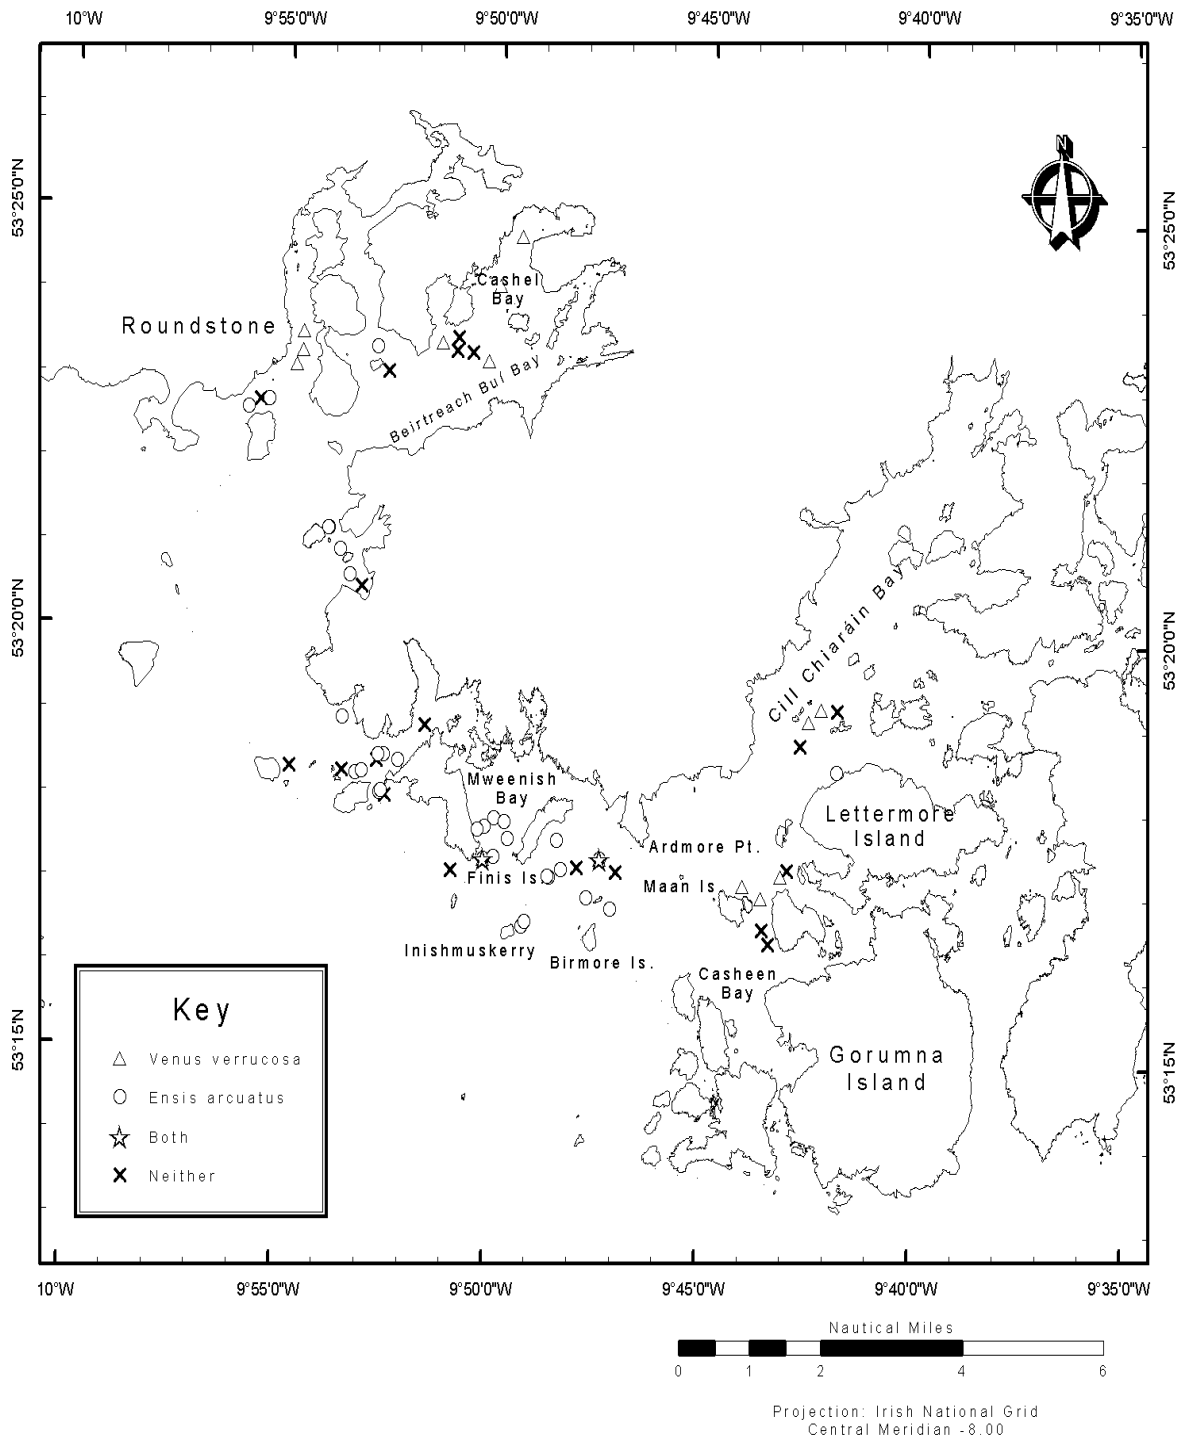 10°W 9°55'0"W 9°50'0"W 9°45'0"W 9°40'0"W 9°35'0"W
N
53°25'0"N
53°25'0"N
Cashel
Bay
Roundstone
Beirtreach Bui Bay
53°20'0"N
53°20'0"N
Cill Chiaráin Bay
Mweenish
Bay
Lettermore
Island
Ardmore Pt.
Finis Is.
Maan Is.
Inishmuskerry
Birmore Is.
Casheen
Bay
Key
Venus verrucosa
Ensis arcuatus
Both
Neither
53°15'N
53°15'N
Gorumna
Island
10°W 9°55'0"W 9°50'0"W 9°45'0"W 9°40'0"W 9°35'0"W
Nautical Miles
0 1 2 4 6
Projection: Irish National Grid
Central Meridian -8.00